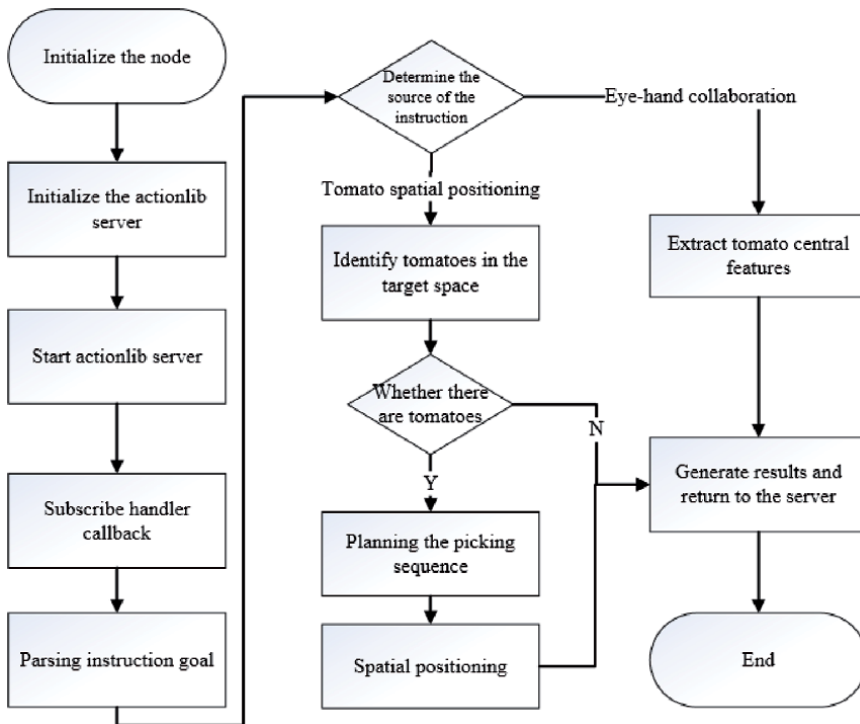 Initialize the node
Initialize the actionlib
server
Start actionlib server
Subscribe handler
callback
Parsing instruction goal
Determine the
source of the
instruction
Eye-hand collaboration
Tomato spatial positioning
Identify tomatoes in the
target space
Whether there
are tomatoes
N
Y
Planning the picking
sequence
Spatial positioning
Extract tomato central
features
Generate results and
return to the server
End